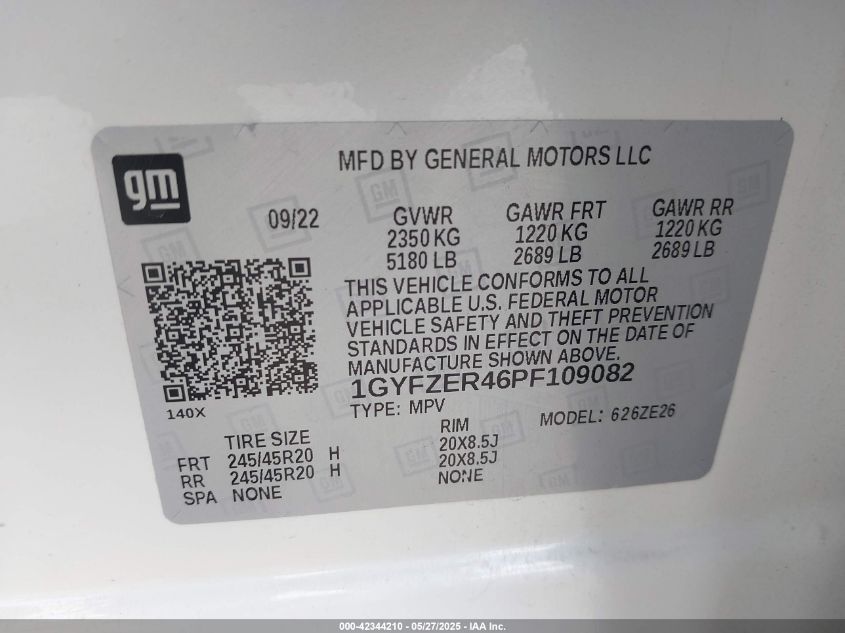 gm
MFD BY GENERAL MOTORS LLC
09/22
GVWR GAWR FRT GAWR RR
2350 KG 1220 KG 1220 KG
5180 LB 2689 LB 2689 LB
THIS VEHICLE CONFORMS TO ALL
APPLICABLE U.S. FEDERAL MOTOR
VEHICLE SAFETY AND THEFT PREVENTION
STANDARDS IN EFFECT ON THE DATE OF
MANUFACTURE SHOWN ABOVE.
1GYFZER46PF109082
140X
TYPE: MPV MODEL: 626ZE26
TIRE SIZE RIM
FRT 245/45R20 H 20X8.5J
RR 245/45R20 H 20X8.5J
SPA NONE NONE
000-42344210 - 05/27/2025 - IAA Inc.